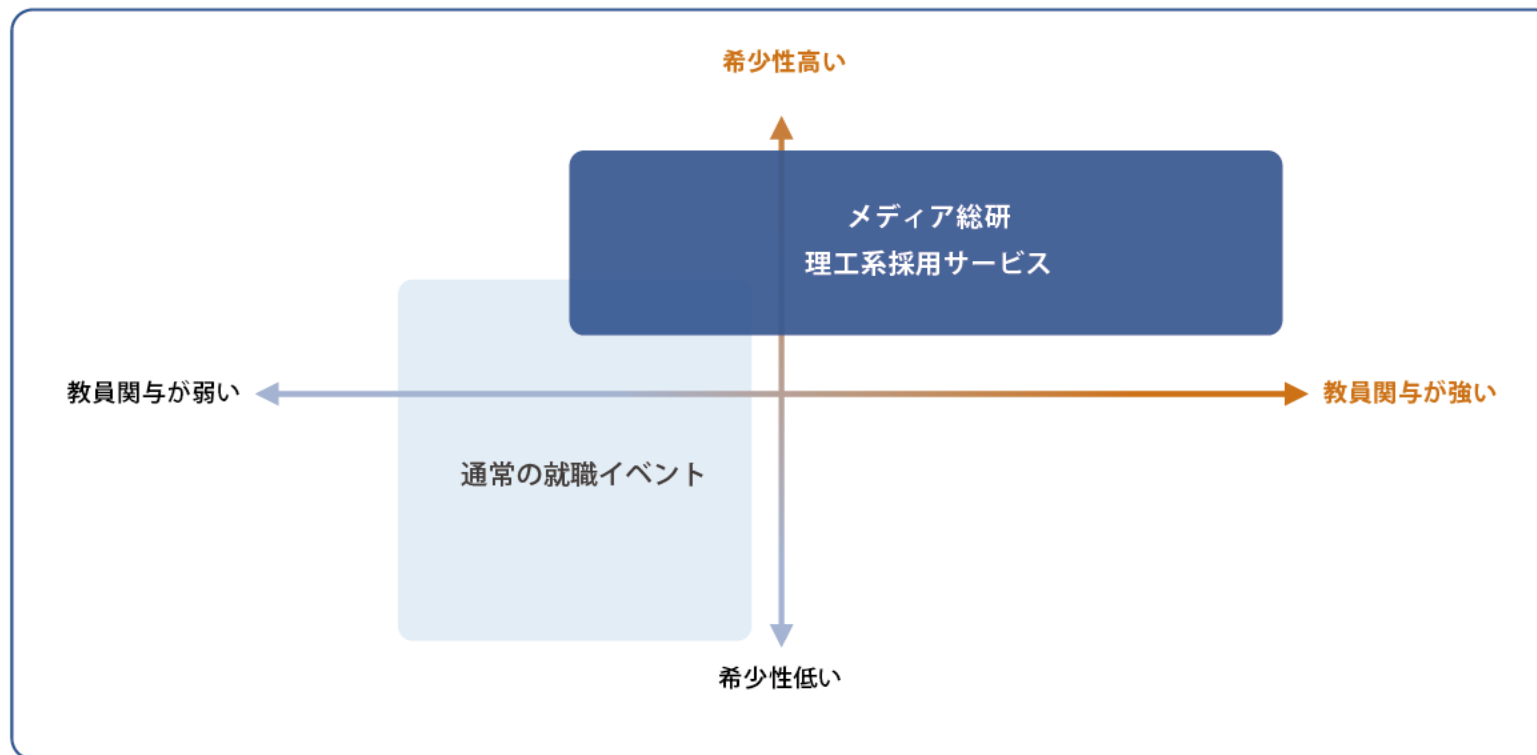 希少性高い
メディア総研
理工系採用サービス
教員関与が弱い
教員関与が強い
通常の就職イベント
希少性低い